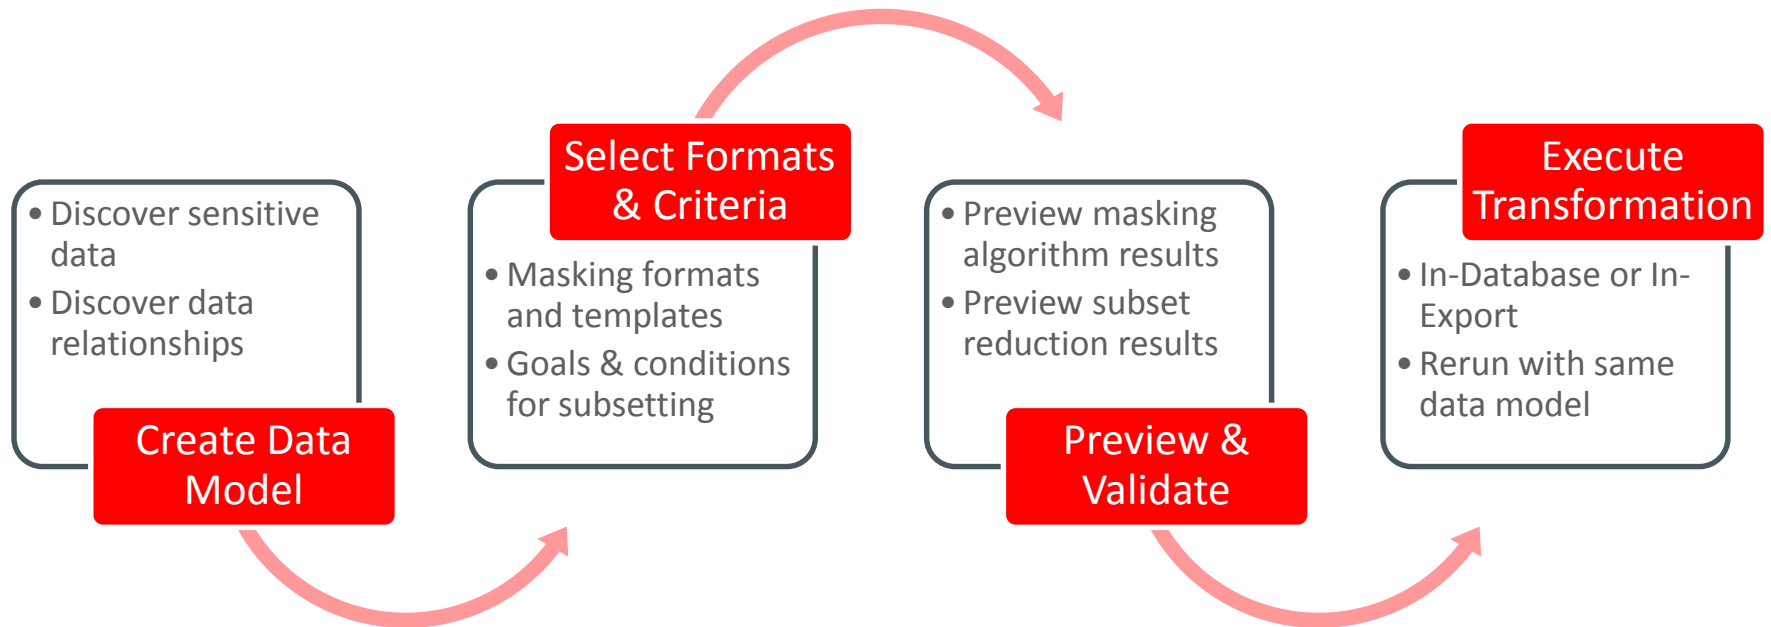 • Discover sensitive
data
• Discover data
relationships
Create Data
Model
Select Formats
& Criteria
• Masking formats
and templates
• Goals & conditions
for subsetting
• Preview masking
algorithm results
• Preview subset
reduction results
Preview &
Validate
Execute
Transformation
• In-Database or In-
Export
• Rerun with same
data model